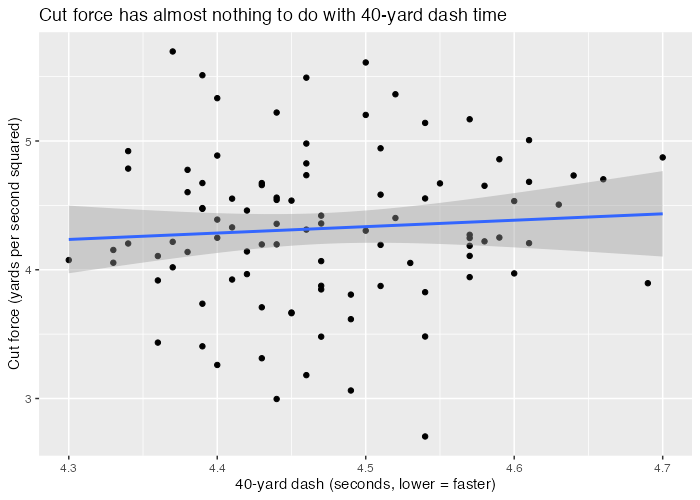 Cut force has almost nothing to do with 40-yard dash time
Cut force (yards per second squared)
5
4
3
4.3 4.4 4.5 4.6 4.7
40-yard dash (seconds, lower = faster)